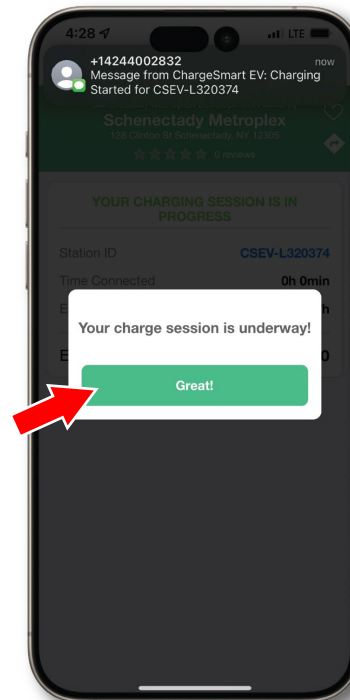 4:28
LTE
+14244002832
now
Message from ChargeSmart EV: Charging
Started for CSEV-L320374
Schenectady Metroplex
128 Clinton St Schenectady, NY 12305
0 reviews
YOUR CHARGING SESSION IS IN
PROGRESS
Station ID CSEV-L320374
Time Connected 0h 0min
E h
Your charge session is underway!
E 0
Great!